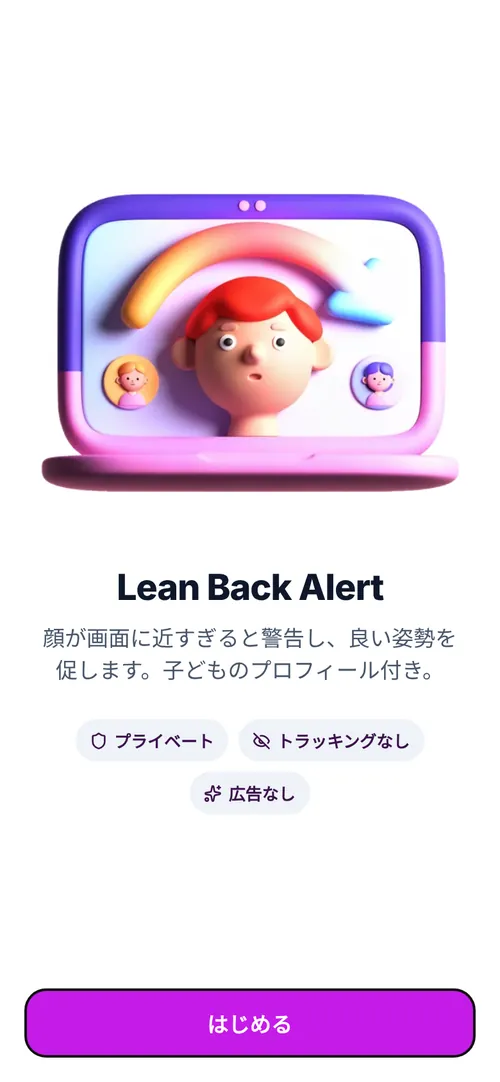 Lean Back Alert
顔が画面に近すぎると警告し、良い姿勢を
促します。子どものプロフィール付き。
プライベート
トラッキングなし
広告なし
はじめる